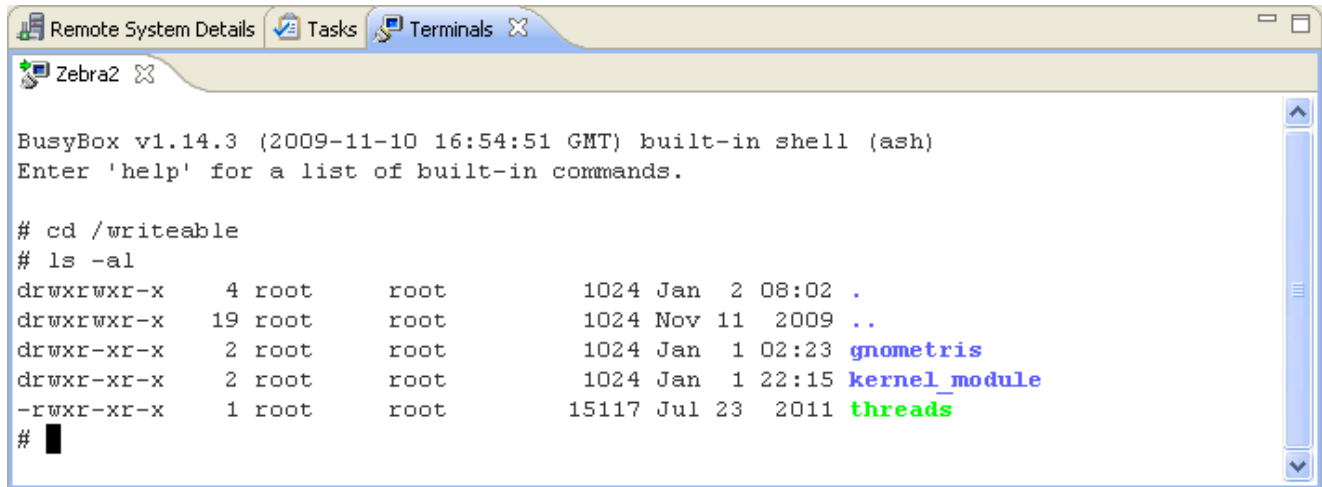 Remote System Details Tasks Terminals
Zebra2
BusyBox v1.14.3 (2009-11-10 16:54:51 GMT) built-in shell (ash)
Enter 'help' for a list of built-in commands.
# cd /writeable
# ls -al
drwxrwxr-x    4 root     root         1024 Jan  2 08:02 .
drwxrwxr-x   19 root     root         1024 Nov 11  2009 ..
drwxr-xr-x    2 root     root         1024 Jan  1 02:23 gnometris
drwxr-xr-x    2 root     root         1024 Jan  1 22:15 kernel_module
-rwxr-xr-x    1 root     root        15117 Jul 23  2011 threads
#